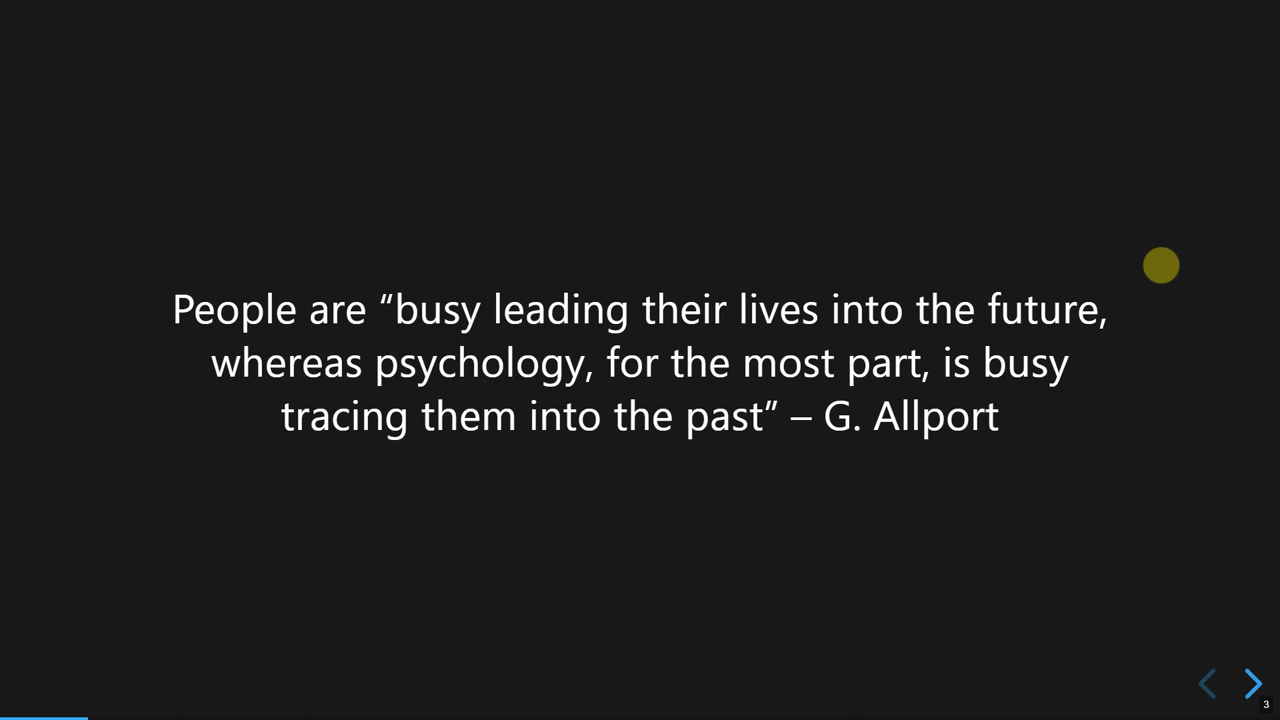 People are “busy leading their lives into the future,
whereas psychology, for the most part, is busy
tracing them into the past” – G. Allport
3